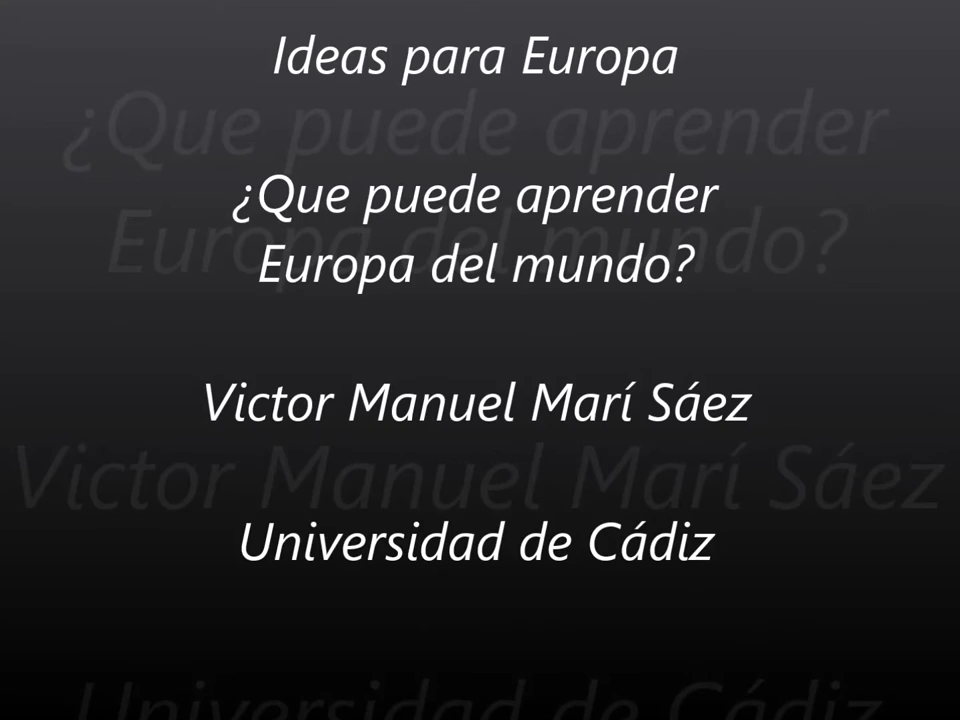 Ideas para Europa
¿Que puede aprender
Europa del mundo?
Victor Manuel Marí Sáez
Universidad de Cádiz